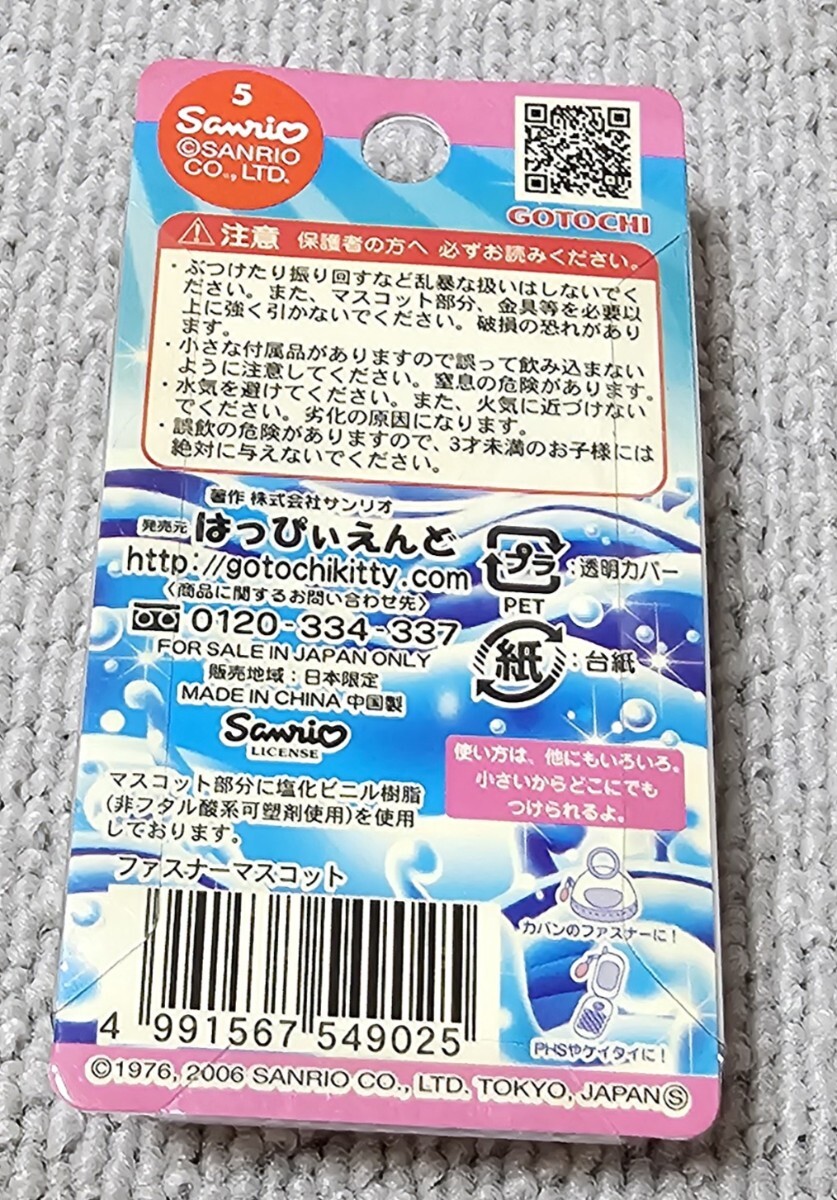 5
Sanrio
©SANRIO
CO., LTD.
GOTOCHI
注意 保護者の方へ 必ずお読みください。
・ぶつけたり振り回すなど乱暴な扱いはしないでく
ださい。また、マスコット部分、金具等を必要以
上に強く引かないでください。破損の恐れがあり
ます。
・小さな付属品がありますので誤って飲み込まない
ように注意してください。窒息の危険があります。
・水気を避けてください。また、火気に近づけない
でください。劣化の原因になります。
・誤飲の危険がありますので、3才未満のお子様には
絶対に与えないでください。
著作 株式会社サンリオ
発売元 はっぴぃえんど
http://gotochikitty.com
〈商品に関するお問い合わせ先〉
0120-334-337
FOR SALE IN JAPAN ONLY
販売地域：日本限定
MADE IN CHINA 中国製
Sanrio
LICENSE
プラ ：透明カバー
PET
紙 ：台紙
使い方は、他にもいろいろ。
小さいからどこにでも
つけられるよ。
マスコット部分に塩化ビニル樹脂
(非フタル酸系可塑剤使用)を使用
しております。
ファスナーマスコット
カバンのファスナーに！
PHSやケイタイに！
4 991567 549025
©1976, 2006 SANRIO CO., LTD. TOKYO, JAPAN Ⓢ